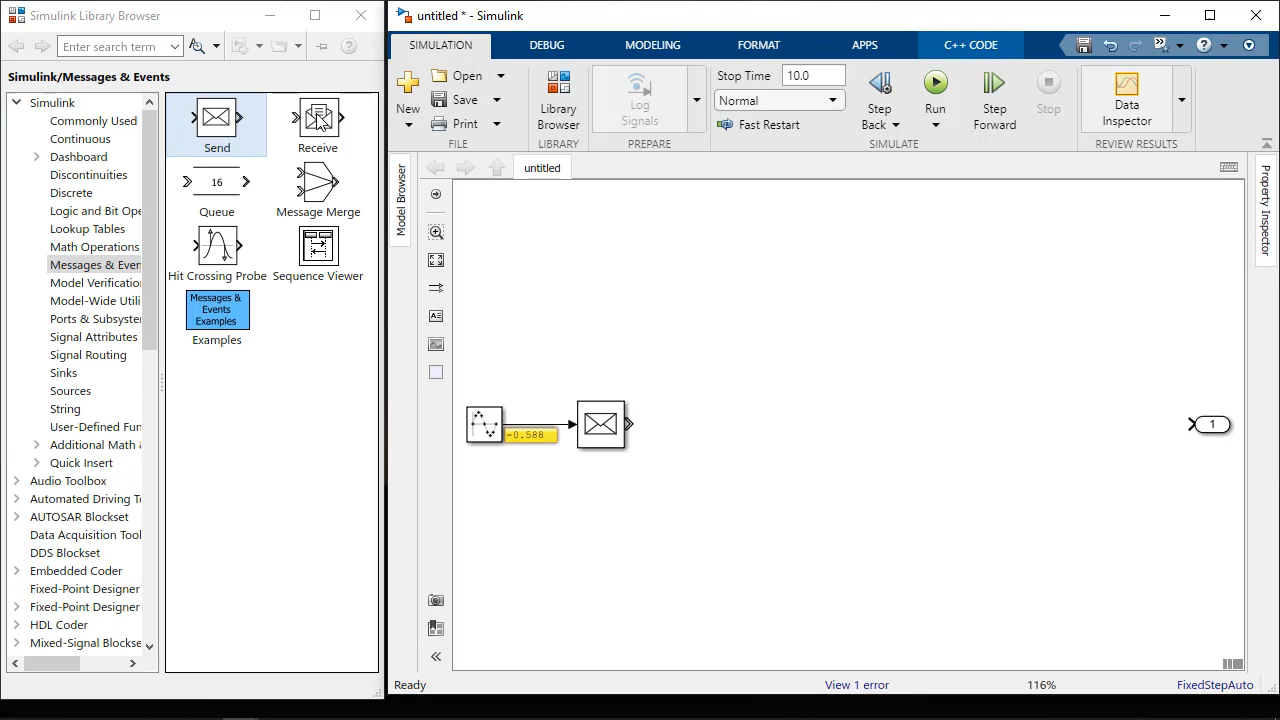 Simulink Library Browser
Enter search term
Simulink/Messages & Events
Simulink
Commonly Used
Continuous
Dashboard
Discontinuities
Discrete
Logic and Bit Ope
Lookup Tables
Math Operations
Messages & Even
Model Verificatio
Model-Wide Utili
Ports & Subsyste
Signal Attributes
Signal Routing
Sinks
Sources
String
User-Defined Fun
Additional Math &
Quick Insert
Audio Toolbox
Automated Driving To
AUTOSAR Blockset
Data Acquisition Tool
DDS Blockset
Embedded Coder
Fixed-Point Designer
Fixed-Point Designer
HDL Coder
Mixed-Signal Blockse
Send
Receive
16
Queue
Message Merge
Hit Crossing Probe
Sequence Viewer
Messages &
Events
Examples
Examples
untitled * - Simulink
SIMULATION
DEBUG
MODELING
FORMAT
APPS
C++ CODE
New
Open
Save
Print
FILE
Library
Browser
LIBRARY
Log
Signals
PREPARE
Stop Time
10.0
Normal
Fast Restart
Step
Back
Run
Step
Forward
Stop
SIMULATE
Data
Inspector
REVIEW RESULTS
untitled
Model Browser
Property Inspector
-0.588
1
Ready
View 1 error
116%
FixedStepAuto